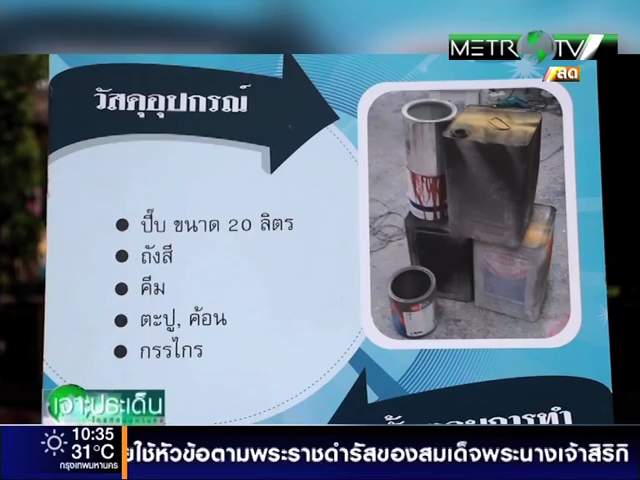 METRO TV
สด
วัสดุอุปกรณ์
● ปี๊บ ขนาด 20 ลิตร
● ถังสี
● คีม
● ตะปู, ค้อน
● กรรไกร
เจาะประเด็น
การทำ
10:35
31°C
กรุงเทพมหานคร
ใช้หัวข้อตามพระราชดำรัสของสมเด็จพระนางเจ้าสิริกิ